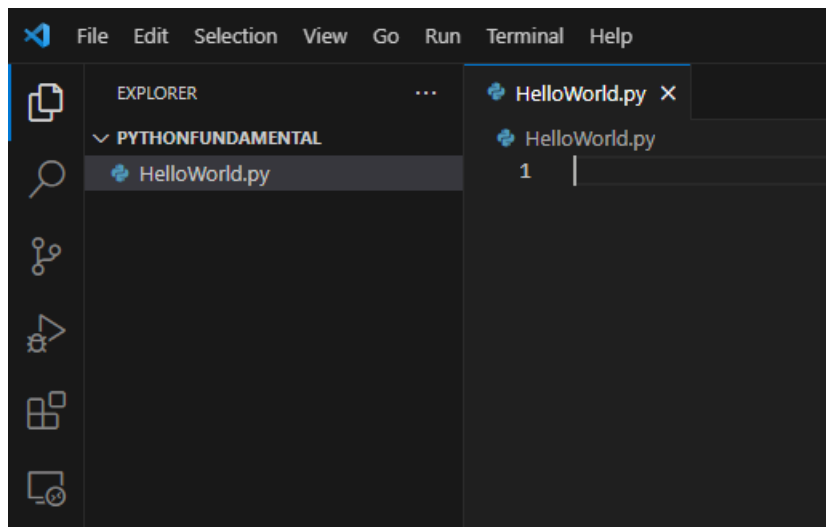 File Edit Selection View Go Run Terminal Help
EXPLORER ...
PYTHONFUNDAMENTAL
HelloWorld.py
HelloWorld.py
HelloWorld.py
1